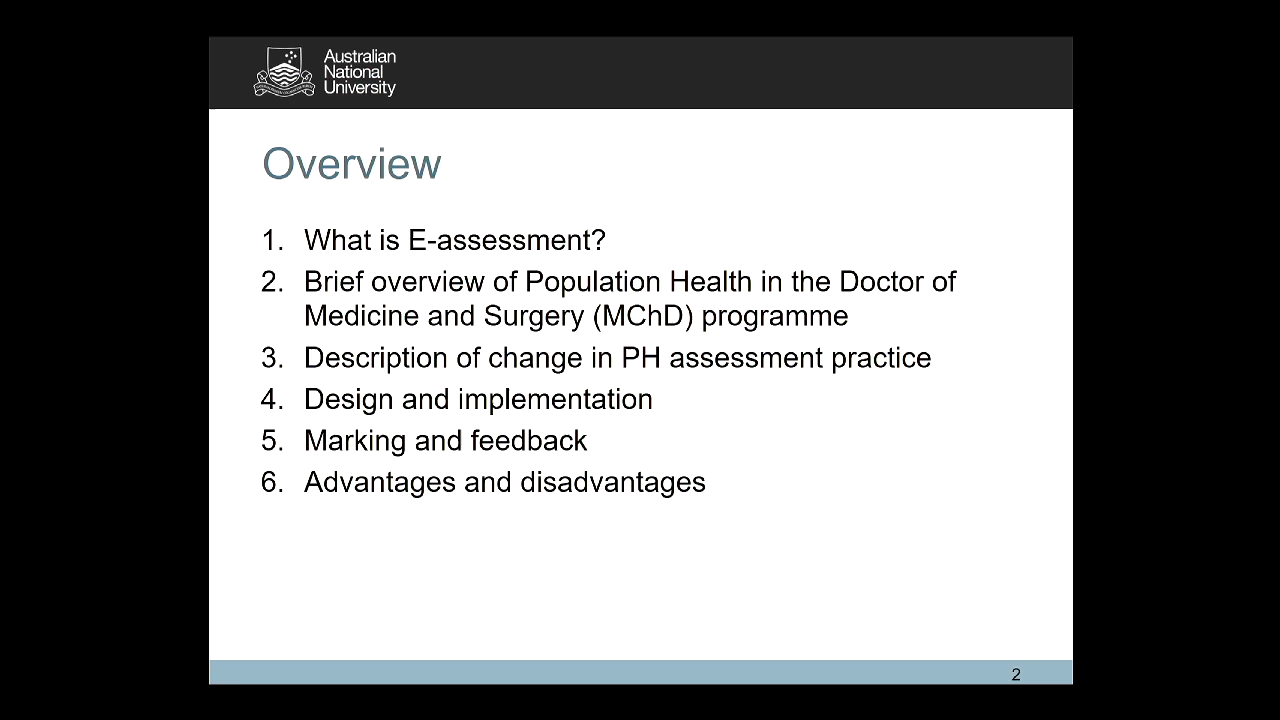 Australian
National
University
Overview
1. What is E-assessment?
2. Brief overview of Population Health in the Doctor of
Medicine and Surgery (MChD) programme
3. Description of change in PH assessment practice
4. Design and implementation
5. Marking and feedback
6. Advantages and disadvantages
2